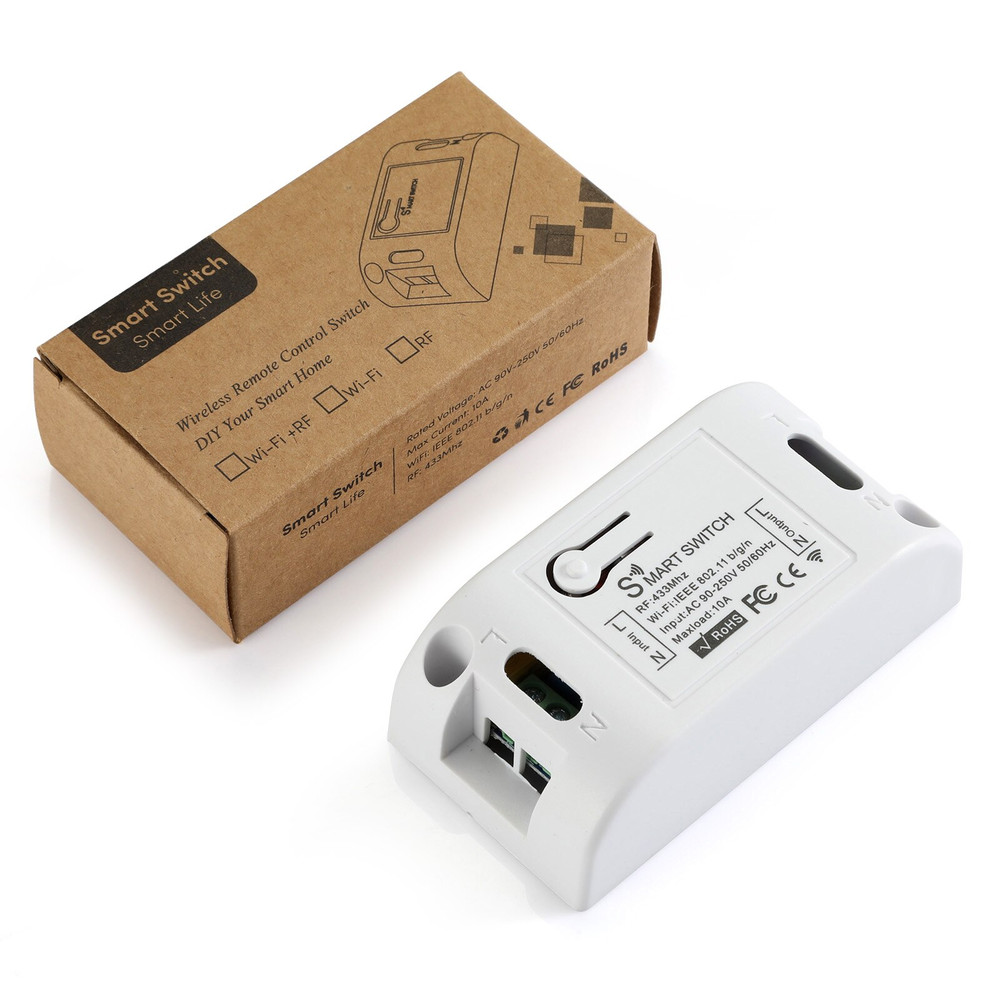 Smart Switch
Smart Life
Wireless Remote Control Switch
DIY Your Smart Home
Wi-Fi +RF
Wi-Fi
RF
SMART SWITCH
Smart Switch
Smart Life
Rated Voltage: AC 90V-250V 50/60Hz
Max Current: 10A
WiFi: IEEE 802.11 b/g/n
RF: 433Mhz
CE FC RoHS
L
N
L
N
SMART SWITCH
RF:433Mhz
Wi-Fi:IEEE 802.11 b/g/n
Input:AC 90-250V 50/60Hz
Maxload:10A
√ RoHS FC CE
L
Input
N
L
Output
N